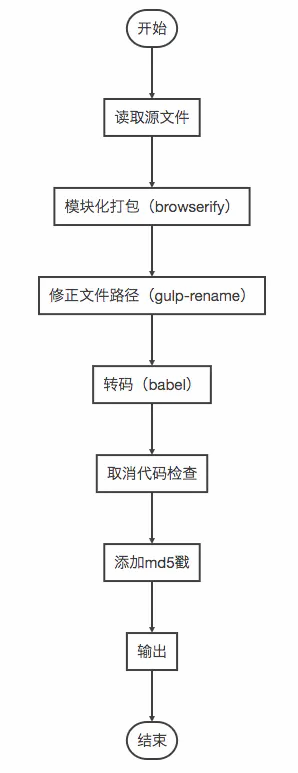 开始
读取源文件
模块化打包（browserify）
修正文件路径（gulp-rename）
转码（babel）
取消代码检查
添加md5戳
输出
结束